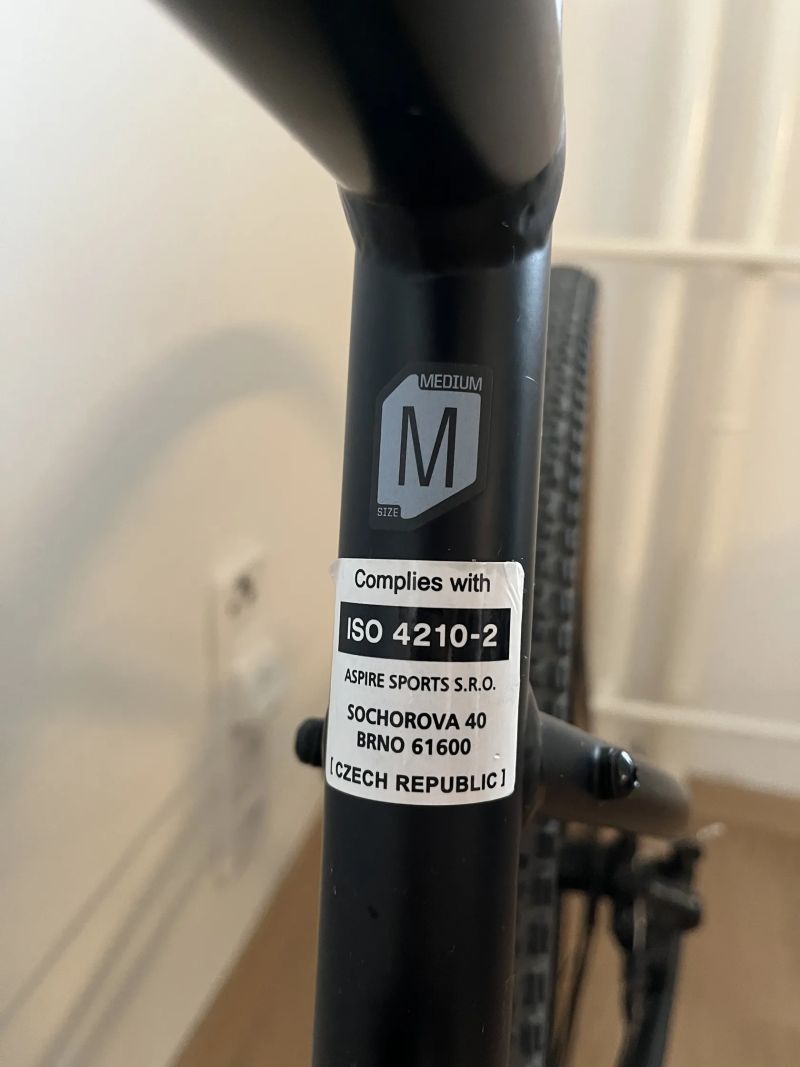 MEDIUM
M
SIZE
Complies with
ISO 4210-2
ASPIRE SPORTS S.R.O.
SOCHOROVA 40
BRNO 61600
[ CZECH REPUBLIC ]